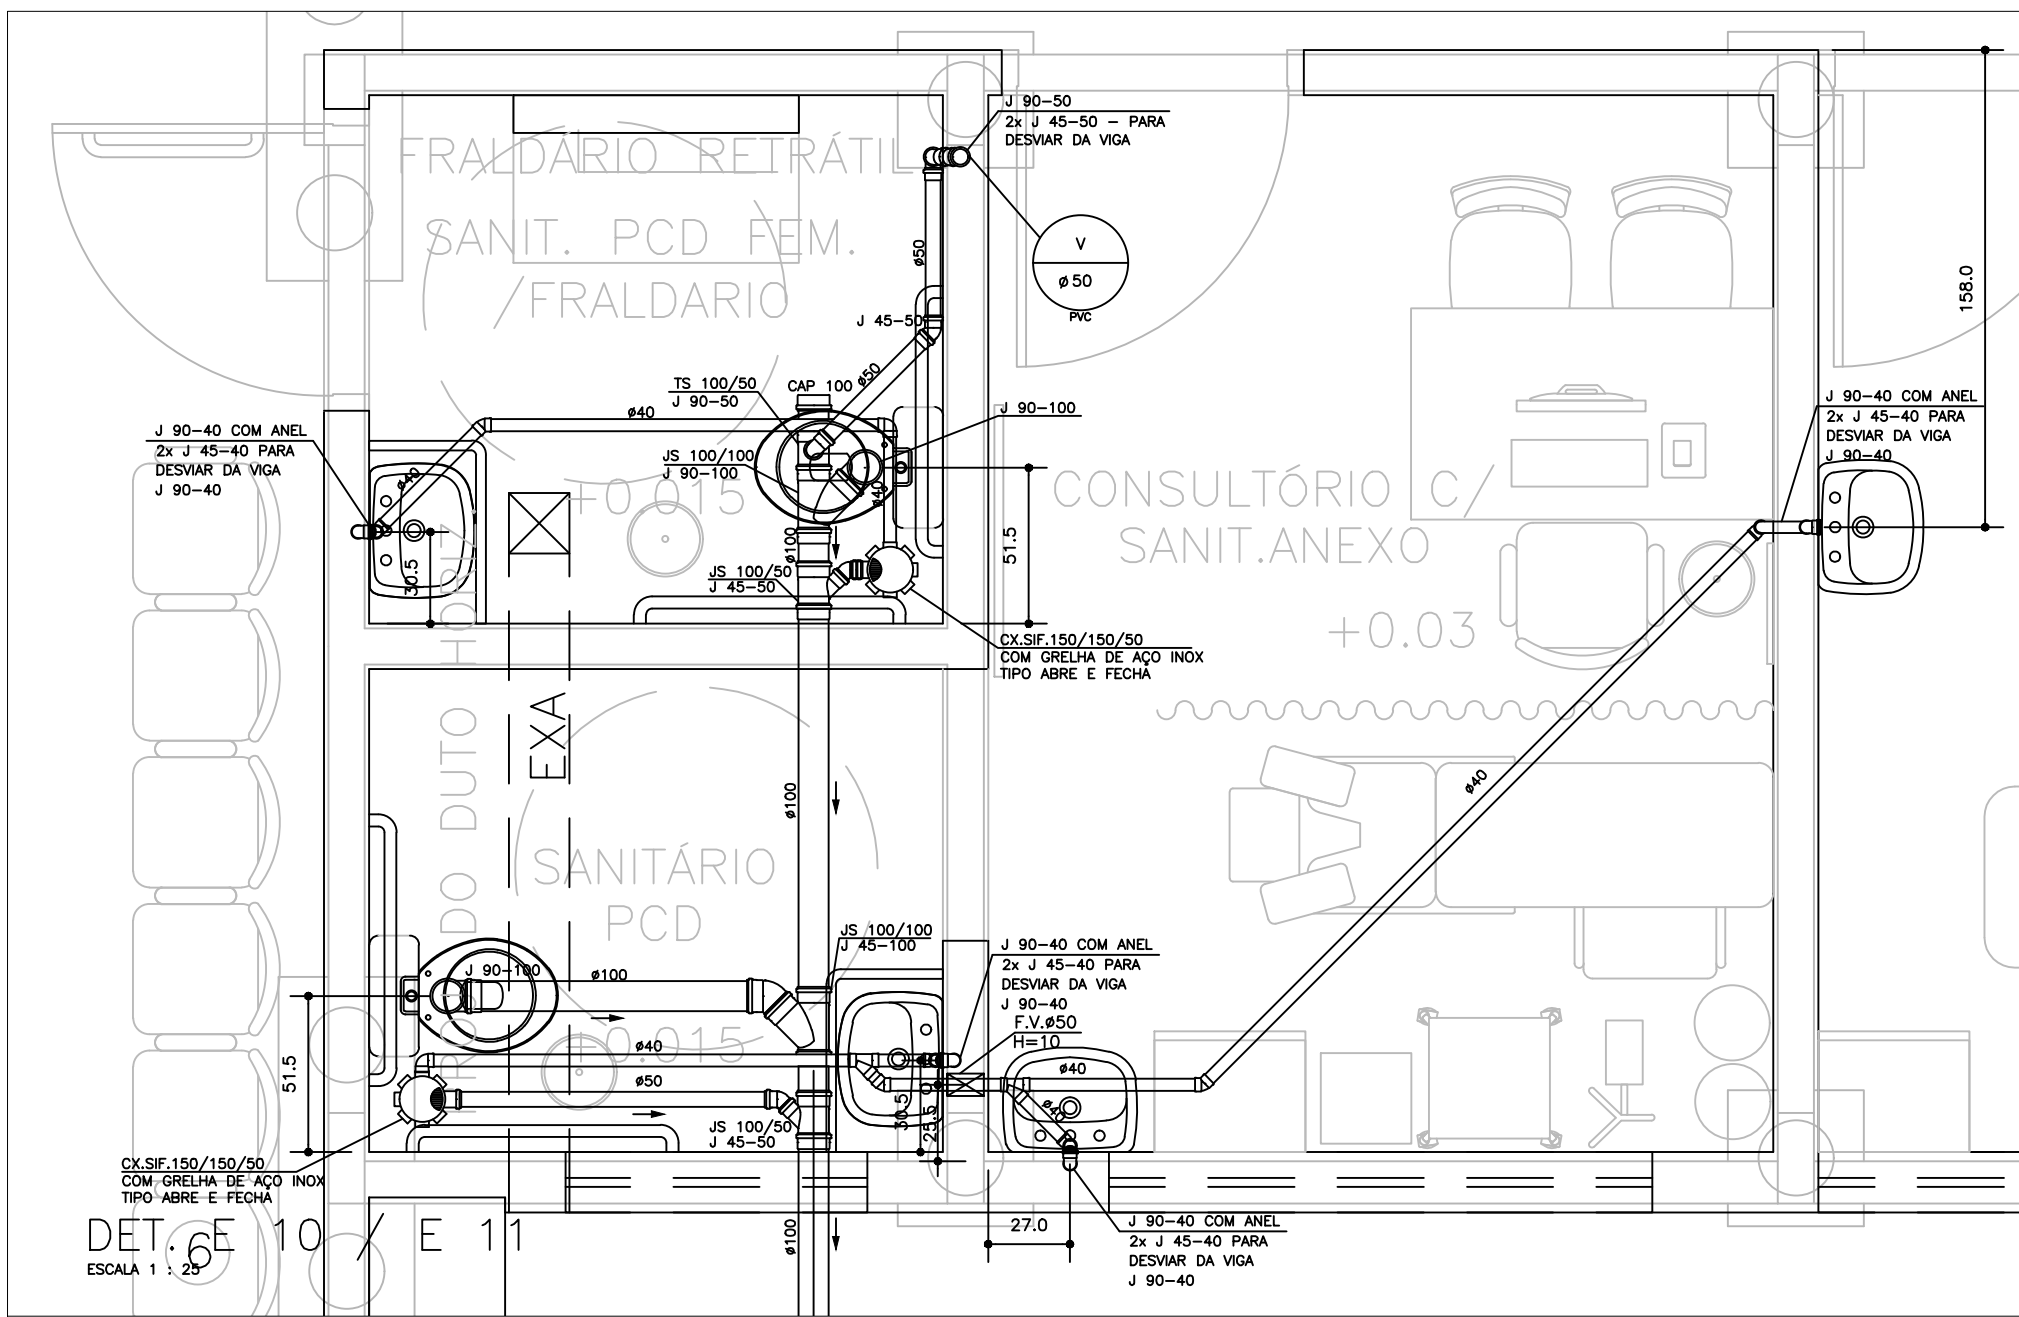 J 90-50
2x J 45-50 - PARA
DESVIAR DA VIGA
FRALDÁRIO RETRÁTIL
SANIT. PCD FEM.
/FRALDARIO
V
ø50
PVC
ø50
J 45-50
ø50
158.0
TS 100/50
J 90-50
CAP 100
ø40
J 90-100
J 90-40 COM ANEL
2x J 45-40 PARA
DESVIAR DA VIGA
J 90-40
ø40
JS 100/100
J 90-100
ø40
+0.015
ø100
30.5
JS 100/50
J 45-50
51.5
J 90-40 COM ANEL
2x J 45-40 PARA
DESVIAR DA VIGA
J 90-40
CONSULTÓRIO C/
SANIT.ANEXO
+0.03
CX.SIF.150/150/50
COM GRELHA DE AÇO INOX
TIPO ABRE E FECHA
HORIZ
DO DUTO
EXA
ø100
ø40
SANITÁRIO
PCD
JS 100/100
J 45-100
J 90-100
ø100
+0.015
J 90-40 COM ANEL
2x J 45-40 PARA
DESVIAR DA VIGA
J 90-40
F.V.ø50
H=10
51.5
ø40
ø50
30.5
25.5
ø40
ø40
JS 100/50
J 45-50
CX.SIF.150/150/50
COM GRELHA DE AÇO INOX
TIPO ABRE E FECHA
DET. E 10 / E 11
ESCALA 1 : 25
6
ø100
27.0
J 90-40 COM ANEL
2x J 45-40 PARA
DESVIAR DA VIGA
J 90-40